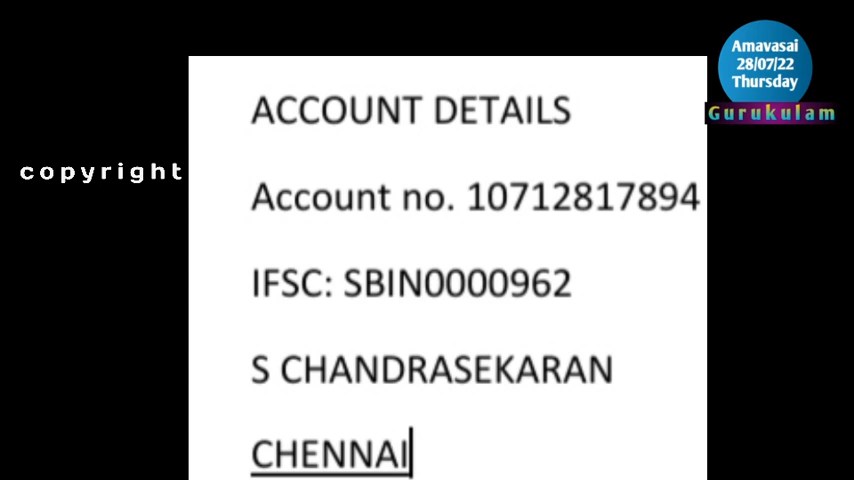 Amavasai
28/07/22
Thursday
Gurukulam
copyright
ACCOUNT DETAILS
Account no. 10712817894
IFSC: SBIN0000962
S CHANDRASEKARAN
CHENNAI